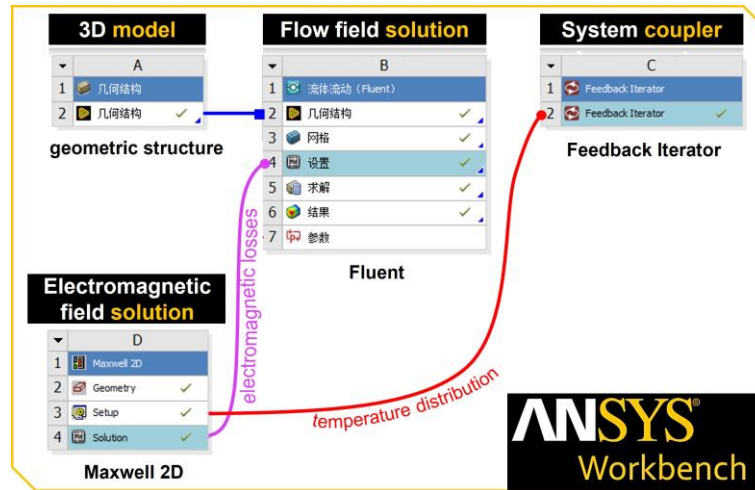 3D model
A
1 几何结构
2 几何结构
geometric structure
Flow field solution
B
1 流体流动（Fluent）
2 几何结构
3 网格
4 设置
5 求解
6 结果
7 参数
Fluent
System coupler
C
1 Feedback Iterator
2 Feedback Iterator
Feedback Iterator
electromagnetic losses
temperature distribution
Electromagnetic
field solution
D
1 Maxwell 2D
2 Geometry
3 Setup
4 Solution
Maxwell 2D
ANSYS®
Workbench